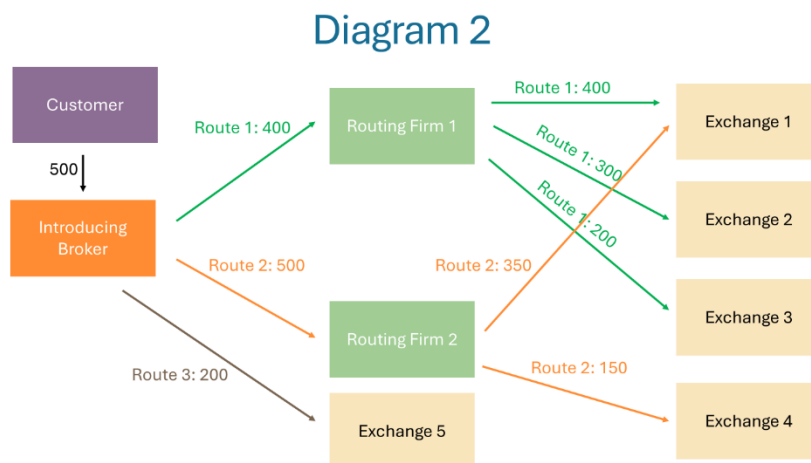 Diagram 2
Customer
500
Introducing
Broker
Route 1: 400
Route 2: 500
Route 3: 200
Routing Firm 1
Routing Firm 2
Exchange 5
Route 1: 400
Route 1: 300
Route 1: 200
Route 2: 350
Route 2: 150
Exchange 1
Exchange 2
Exchange 3
Exchange 4